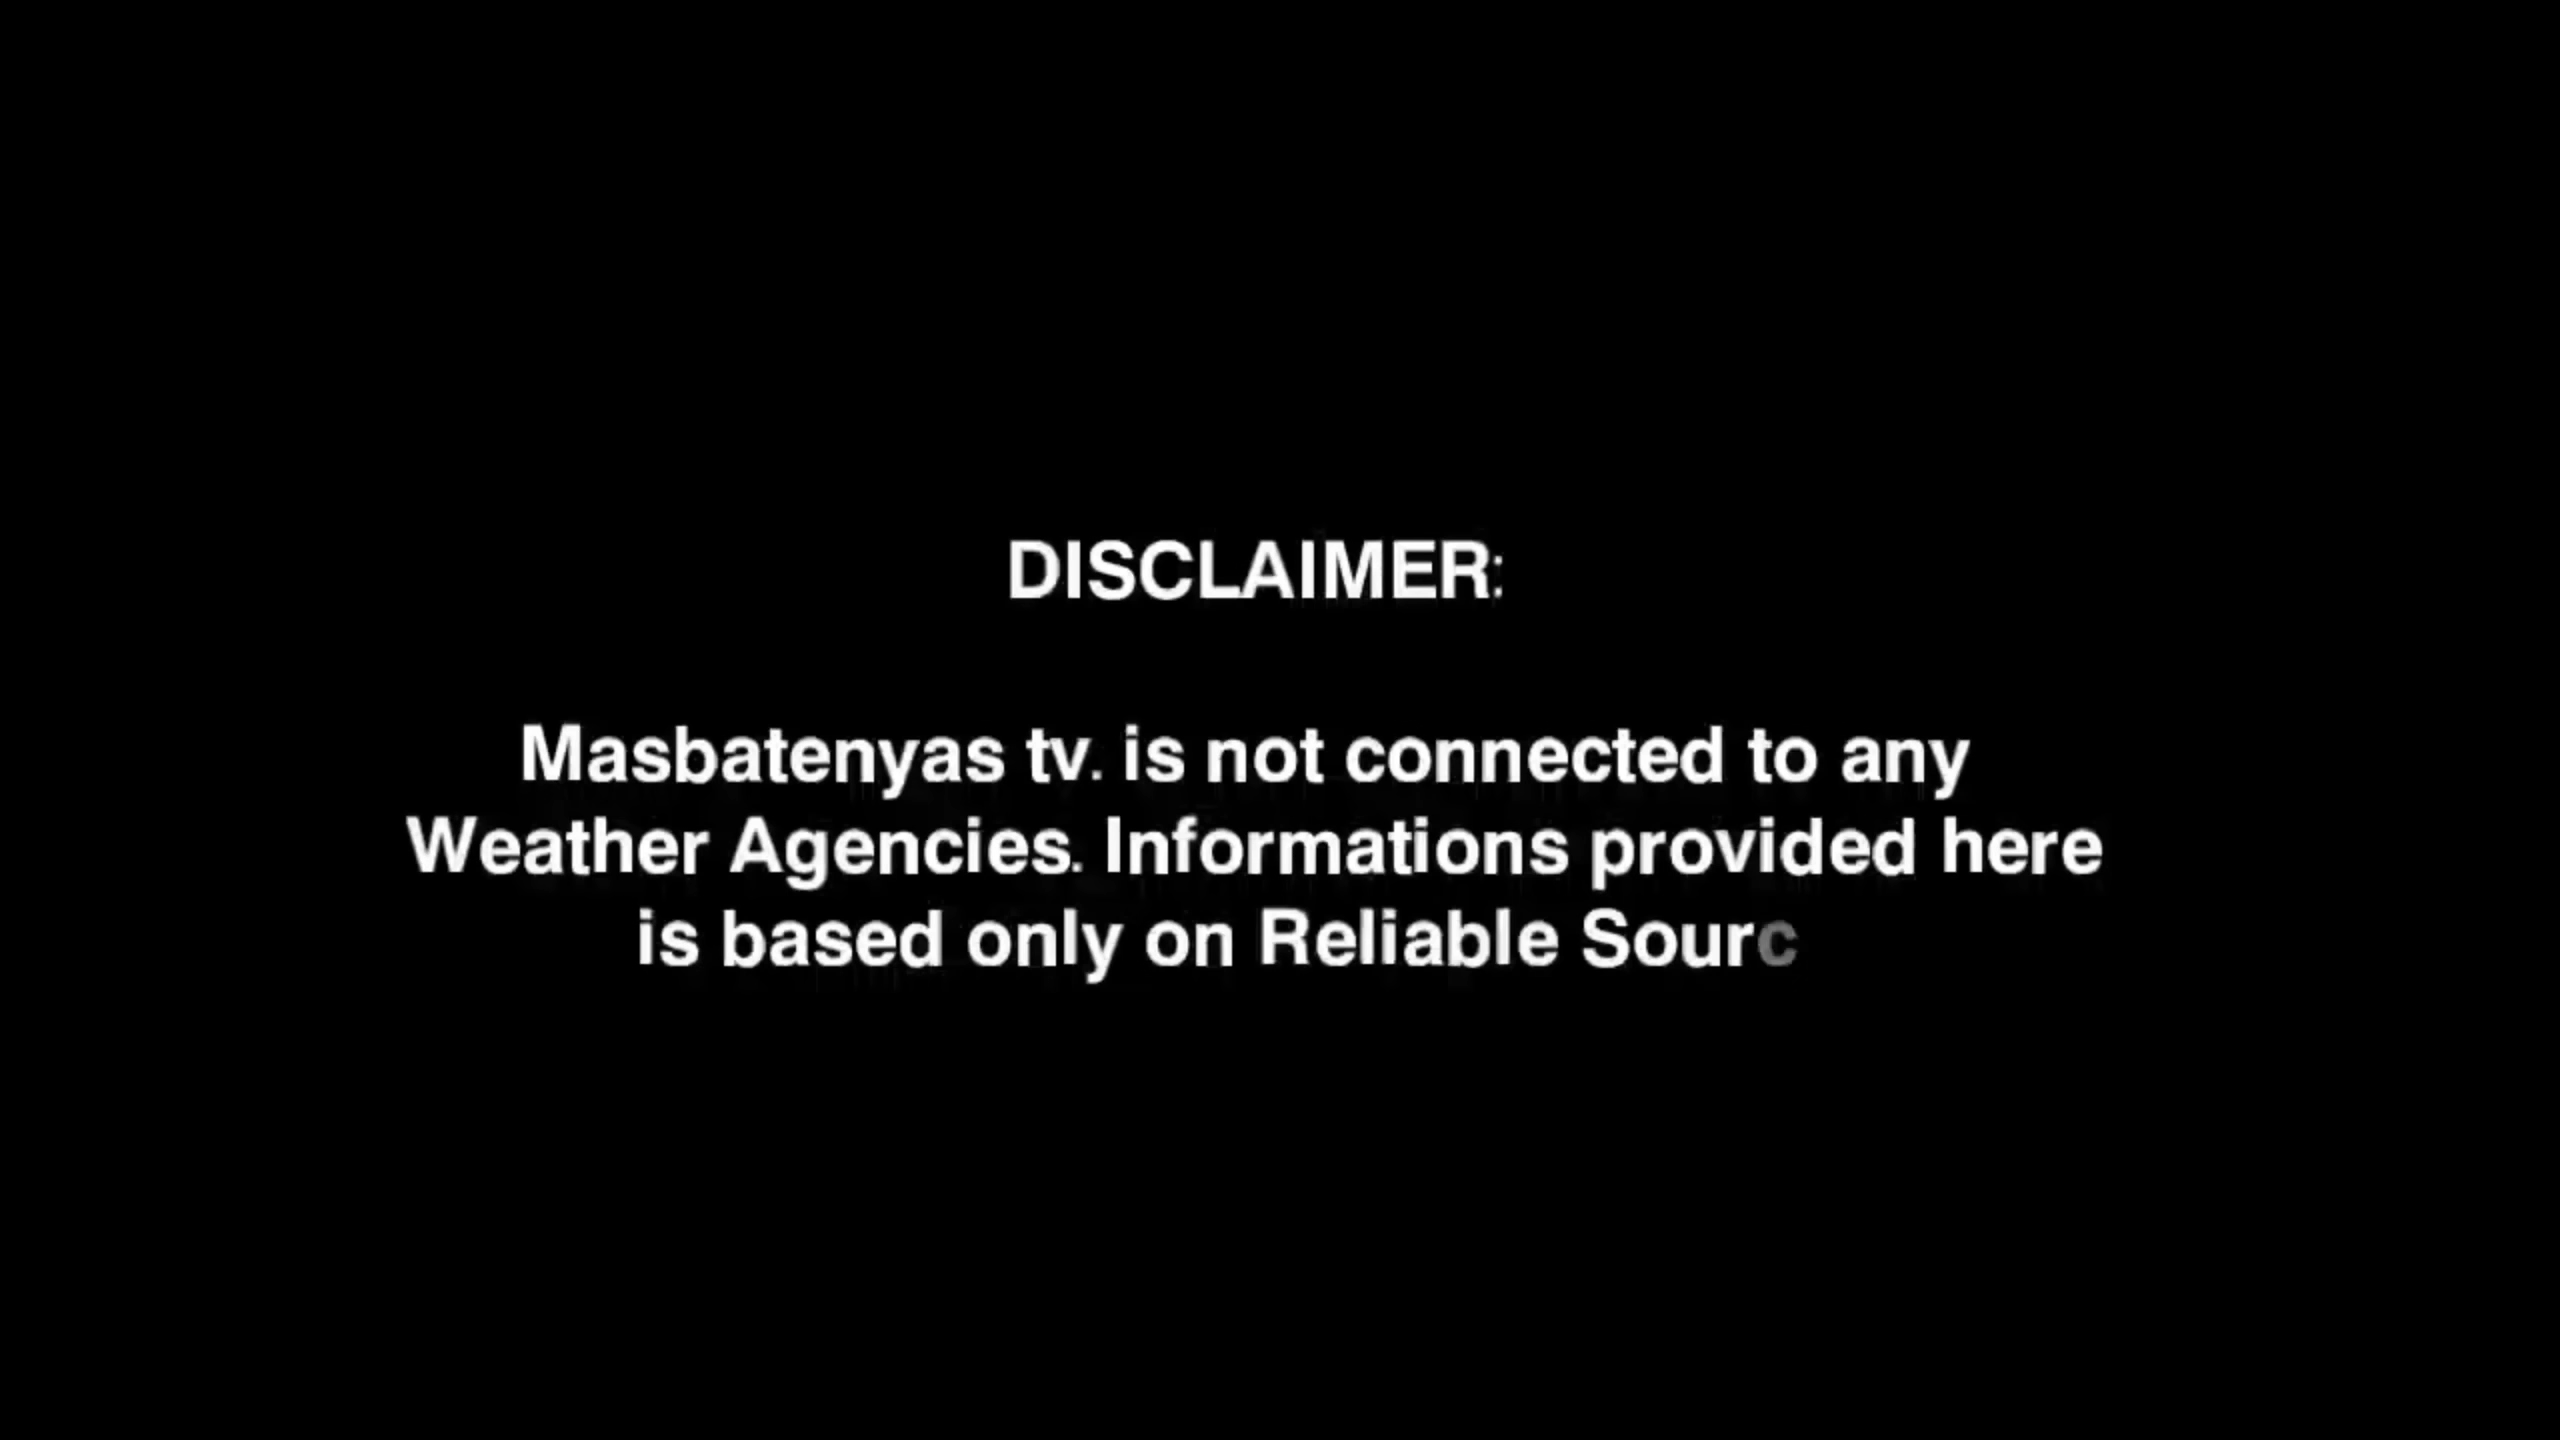 DISCLAIMER:
Masbatenyas tv. is not connected to any
Weather Agencies. Informations provided here
is based only on Reliable Sourc